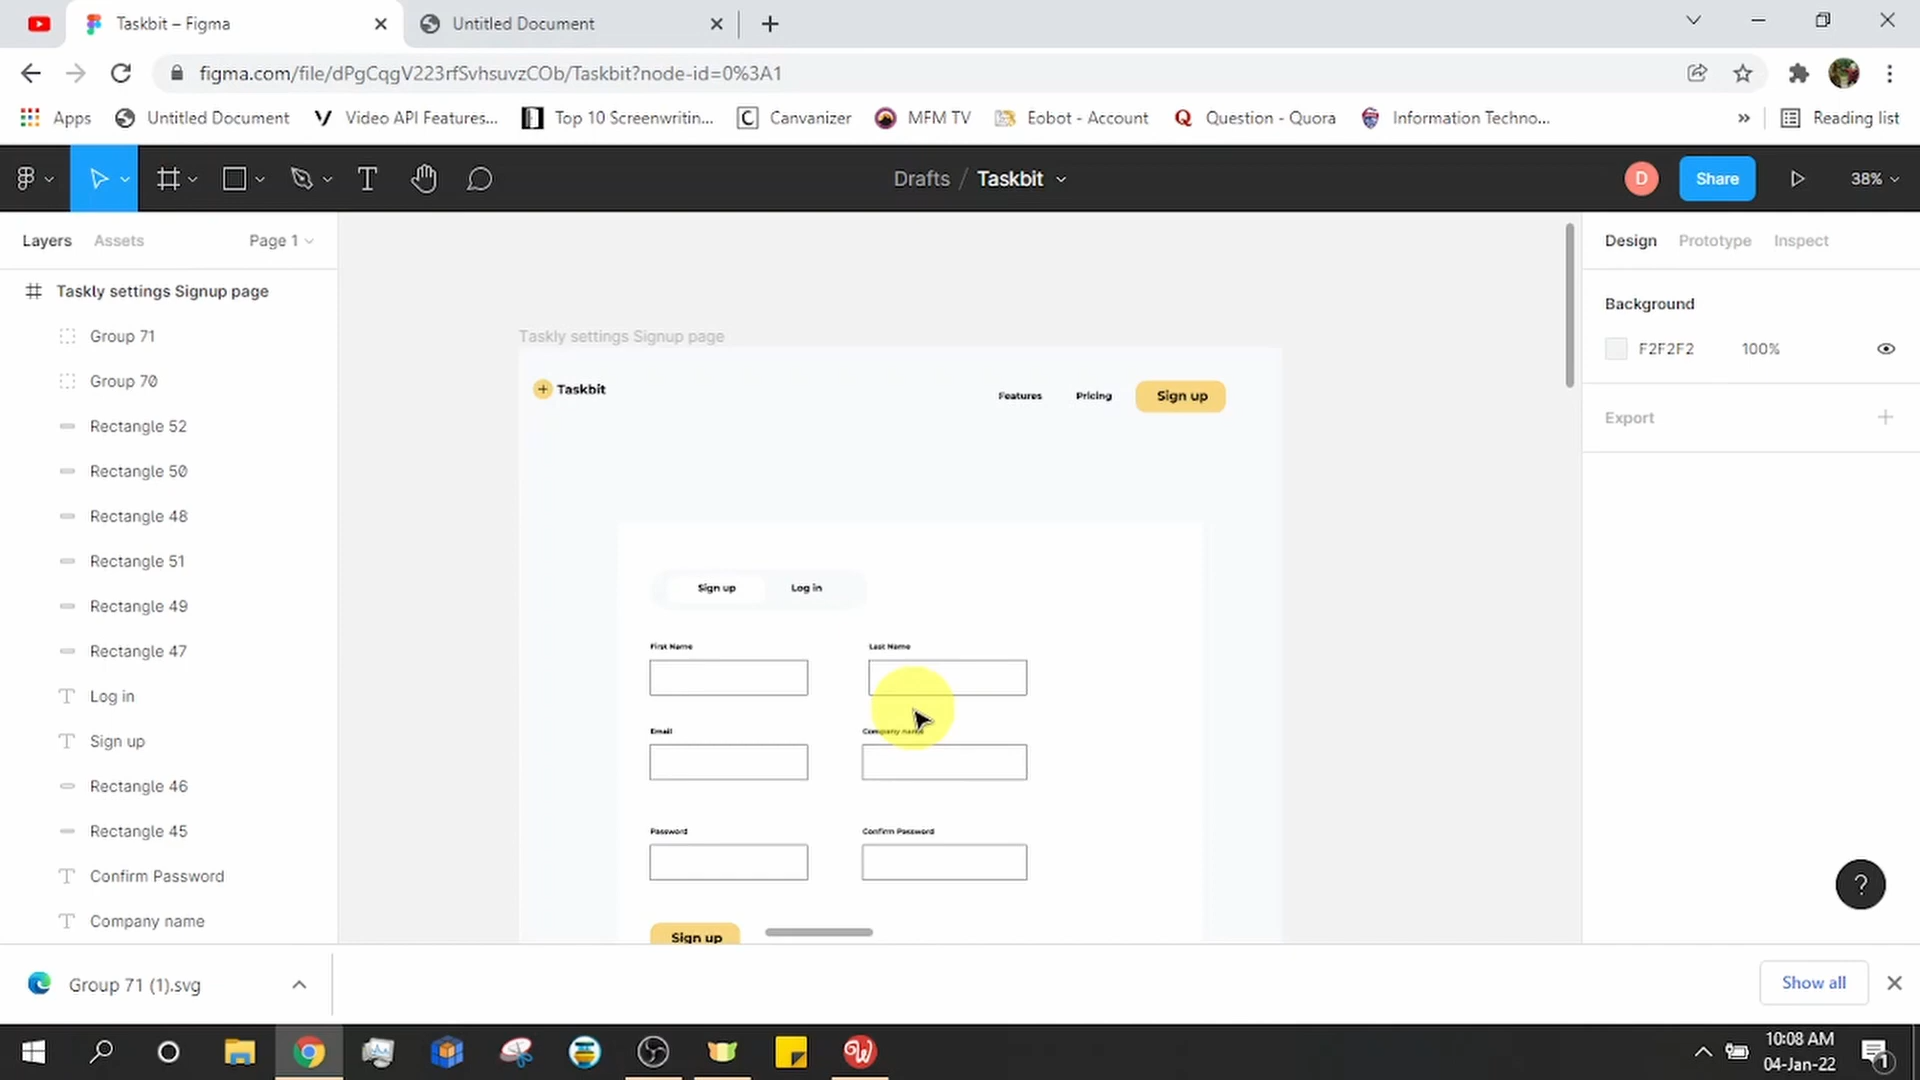 Taskbit – Figma
Untitled Document
figma.com/file/dPgCqgV223rfSvhsuvzCOb/Taskbit?node-id=0%3A1
Apps Untitled Document Video API Features... Top 10 Screenwritin... Canvanizer MFM TV Eobot - Account Question - Quora Information Techno... » Reading list
Drafts / Taskbit
D
Share
38%
Layers Assets Page 1
Taskly settings Signup page
Group 71
Group 70
Rectangle 52
Rectangle 50
Rectangle 48
Rectangle 51
Rectangle 49
Rectangle 47
Log in
Sign up
Rectangle 46
Rectangle 45
Confirm Password
Company name
Taskly settings Signup page
Taskbit
Features Pricing Sign up
Sign up Log in
First Name Last Name
Email Company name
Password Confirm Password
Sign up
Design Prototype Inspect
Background
F2F2F2 100%
Export
?
Group 71 (1).svg
Show all
10:08 AM
04-Jan-22
1